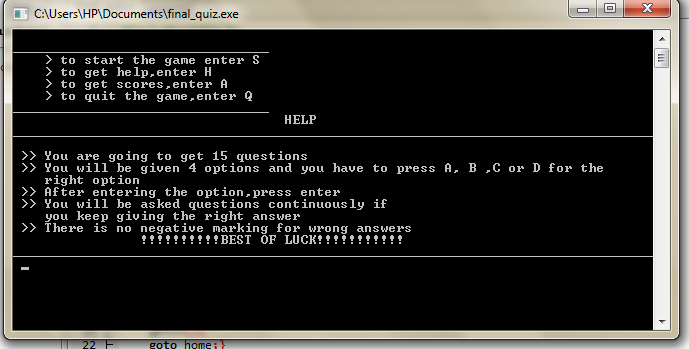 C:\Users\HP\Documents\final_quiz.exe
> to start the game enter S
> to get help,enter H
> to get scores,enter A
> to quit the game,enter Q
HELP
>> You are going to get 15 questions
>> You will be given 4 options and you have to press A, B ,C or D for the
right option
>> After entering the option,press enter
>> You will be asked questions continuously if
you keep giving the right answer
>> There is no negative marking for wrong answers
!!!!!!!!!!BEST OF LUCK!!!!!!!!!!!
22 goto home;}